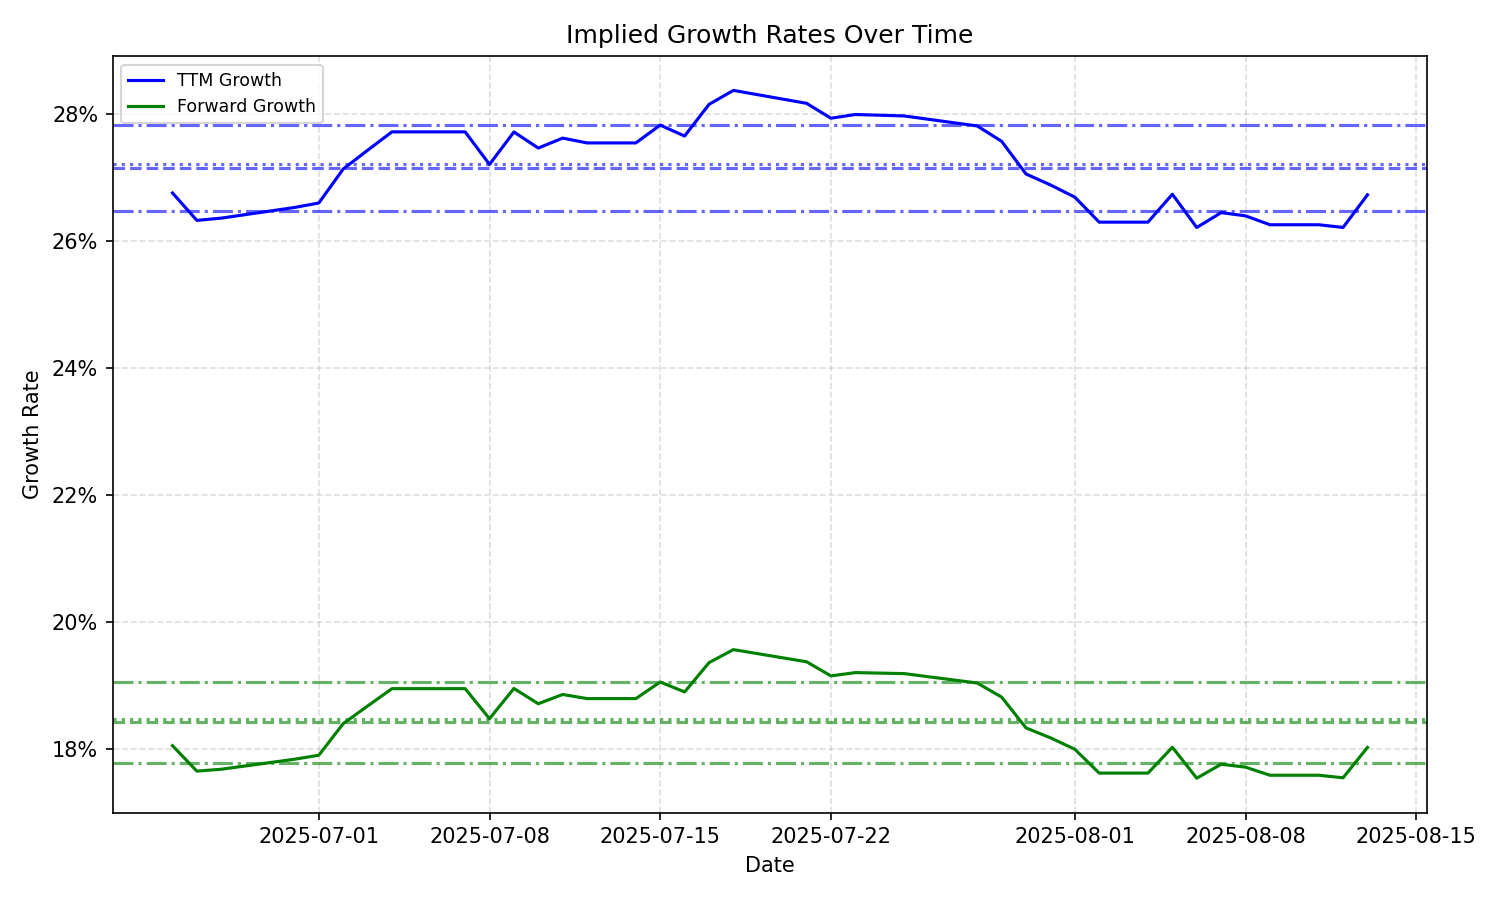 Implied Growth Rates Over Time
TTM Growth
Forward Growth
28%
26%
24%
22%
20%
18%
Growth Rate
2025-07-01
2025-07-08
2025-07-15
2025-07-22
2025-08-01
2025-08-08
2025-08-15
Date